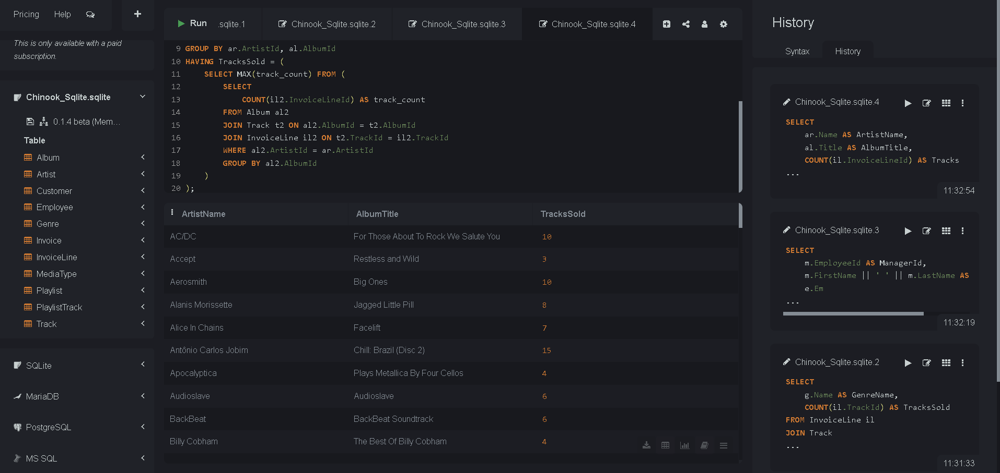 Pricing
Help
This is only available with a paid
subscription.
Chinook_Sqlite.sqlite
0.1.4 beta (Mem...
Table
Album
Artist
Customer
Employee
Genre
Invoice
InvoiceLine
MediaType
Playlist
PlaylistTrack
Track
SQLite
MariaDB
PostgreSQL
MS SQL
Run
.sqlite.1
Chinook_Sqlite.sqlite.2
Chinook_Sqlite.sqlite.3
Chinook_Sqlite.sqlite.4
9 GROUP BY ar.ArtistId, al.AlbumId
10 HAVING TracksSold = (
11 SELECT MAX(track_count) FROM (
12 SELECT
13 COUNT(il2.InvoiceLineId) AS track_count
14 FROM Album al2
15 JOIN Track t2 ON al2.AlbumId = t2.AlbumId
16 JOIN InvoiceLine il2 ON t2.TrackId = il2.TrackId
17 WHERE al2.ArtistId = ar.ArtistId
18 GROUP BY al2.AlbumId
19 )
20 );
ArtistName AlbumTitle TracksSold
AC/DC For Those About To Rock We Salute You 10
Accept Restless and Wild 3
Aerosmith Big Ones 10
Alanis Morissette Jagged Little Pill 8
Alice In Chains Facelift 7
Antônio Carlos Jobim Chill: Brazil (Disc 2) 15
Apocalyptica Plays Metallica By Four Cellos 4
Audioslave Audioslave 6
BackBeat BackBeat Soundtrack 6
Billy Cobham The Best Of Billy Cobham 4
History
Syntax
History
Chinook_Sqlite.sqlite.4
SELECT
ar.Name AS ArtistName,
al.Title AS AlbumTitle,
COUNT(il.InvoiceLineId) AS Tracks
...
11:32:54
Chinook_Sqlite.sqlite.3
SELECT
m.EmployeeId AS ManagerId,
m.FirstName || ' ' || m.LastName AS
e.Em
...
11:32:19
Chinook_Sqlite.sqlite.2
SELECT
g.Name AS GenreName,
COUNT(il.TrackId) AS TracksSold
FROM InvoiceLine il
JOIN Track
...
11:31:33